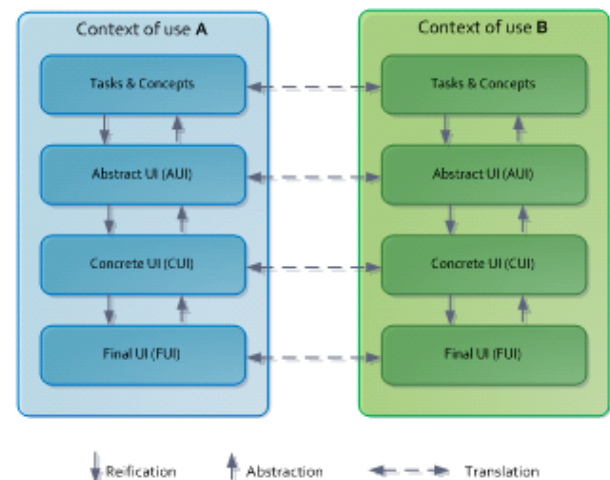 Context of use A
Tasks & Concepts
Abstract UI (AUI)
Concrete UI (CUI)
Final UI (FUI)
Context of use B
Tasks & Concepts
Abstract UI (AUI)
Concrete UI (CUI)
Final UI (FUI)
Reification
Abstraction
Translation